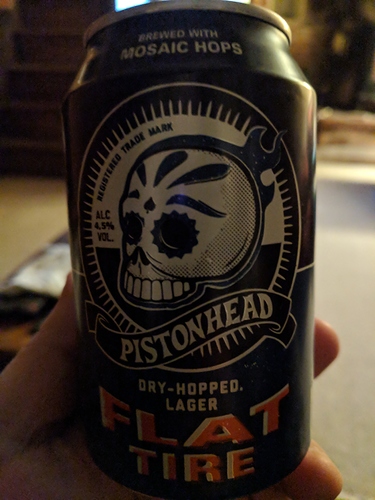 BREWED WITH
MOSAIC HOPS
REGISTERED TRADE MARK
ALC
4.5%
VOL.
PISTONHEAD
DRY-HOPPED.
LAGER
FLAT
TIRE